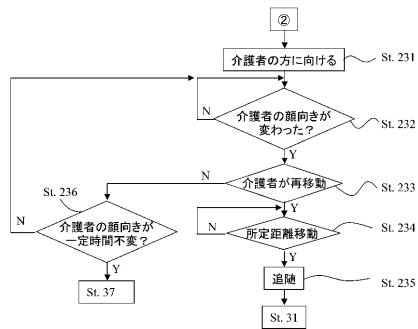 ②
介護者の方に向ける
St. 231
介護者の顔向きが
変わった？
N
St. 232
Y
介護者が再移動
N
St. 233
St. 236
介護者の顔向きが
一定時間不変？
N
Y
St. 37
所定距離移動
N
St. 234
Y
追随
St. 235
St. 31